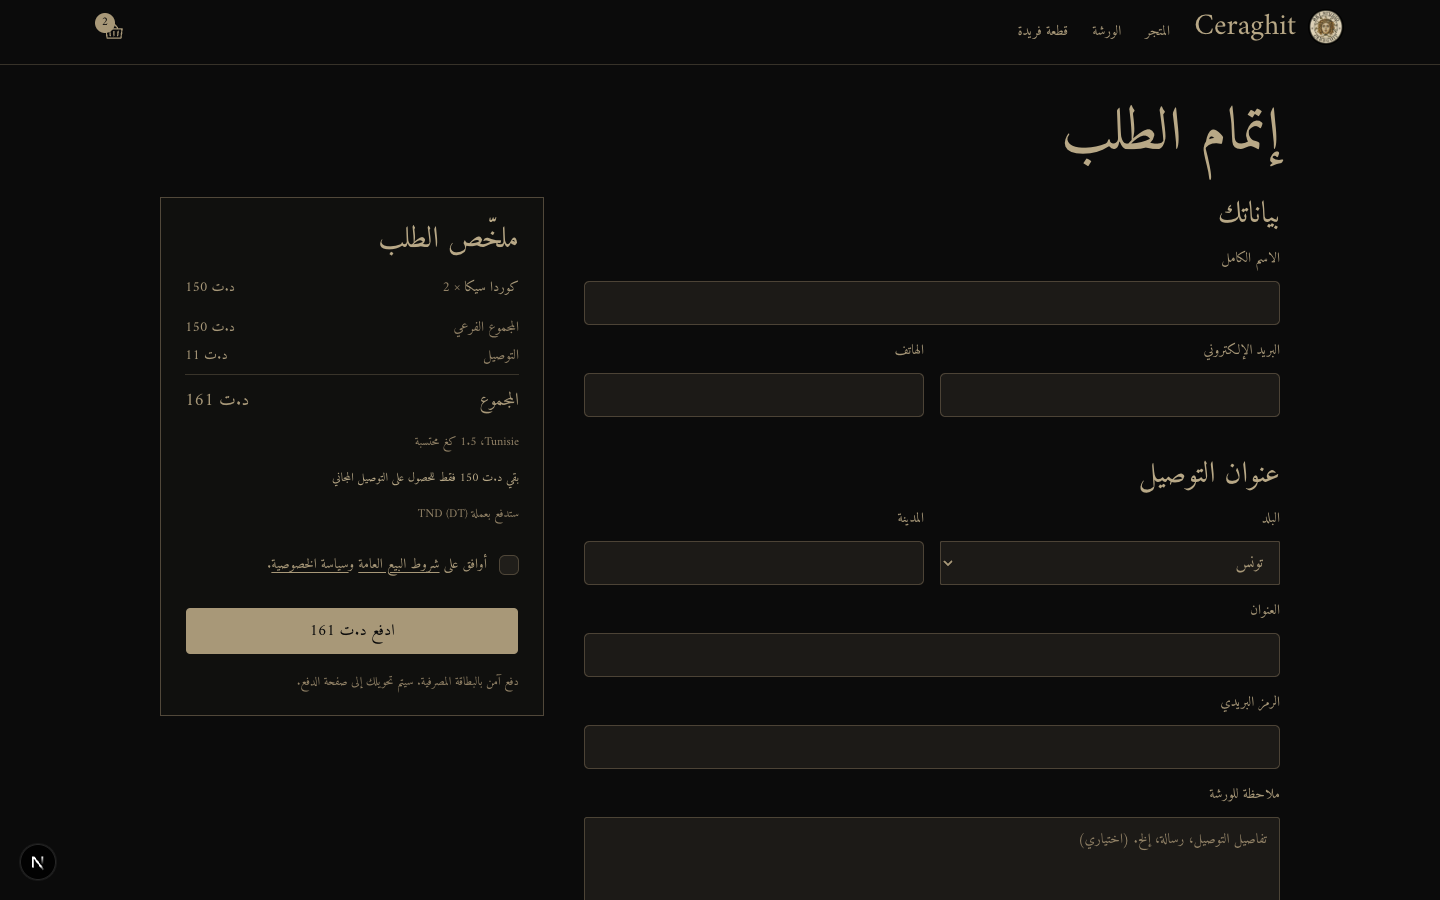 Ceraghit
المتجر
الورشة
قطعة فريدة
2
إتمام الطلب
بياناتك
الاسم الكامل
البريد الإلكتروني
الهاتف
عنوان التوصيل
البلد
المدينة
تونس
العنوان
الرمز البريدي
ملاحظة للورشة
تفاصيل التوصيل، رسالة، إلخ. (اختياري)
ملخّص الطلب
كوردا سيكا × 2
150 د.ت
المجموع الفرعي
150 د.ت
التوصيل
11 د.ت
المجموع
161 د.ت
Tunisie، 1.5 كغ محتسبة
بقي د.ت 150 فقط للحصول على التوصيل المجاني
ستدفع بعملة TND (DT)
أوافق على شروط البيع العامة وسياسة الخصوصية.
ادفع د.ت 161
دفع آمن بالبطاقة المصرفية. سيتم تحويلك إلى صفحة الدفع.
N